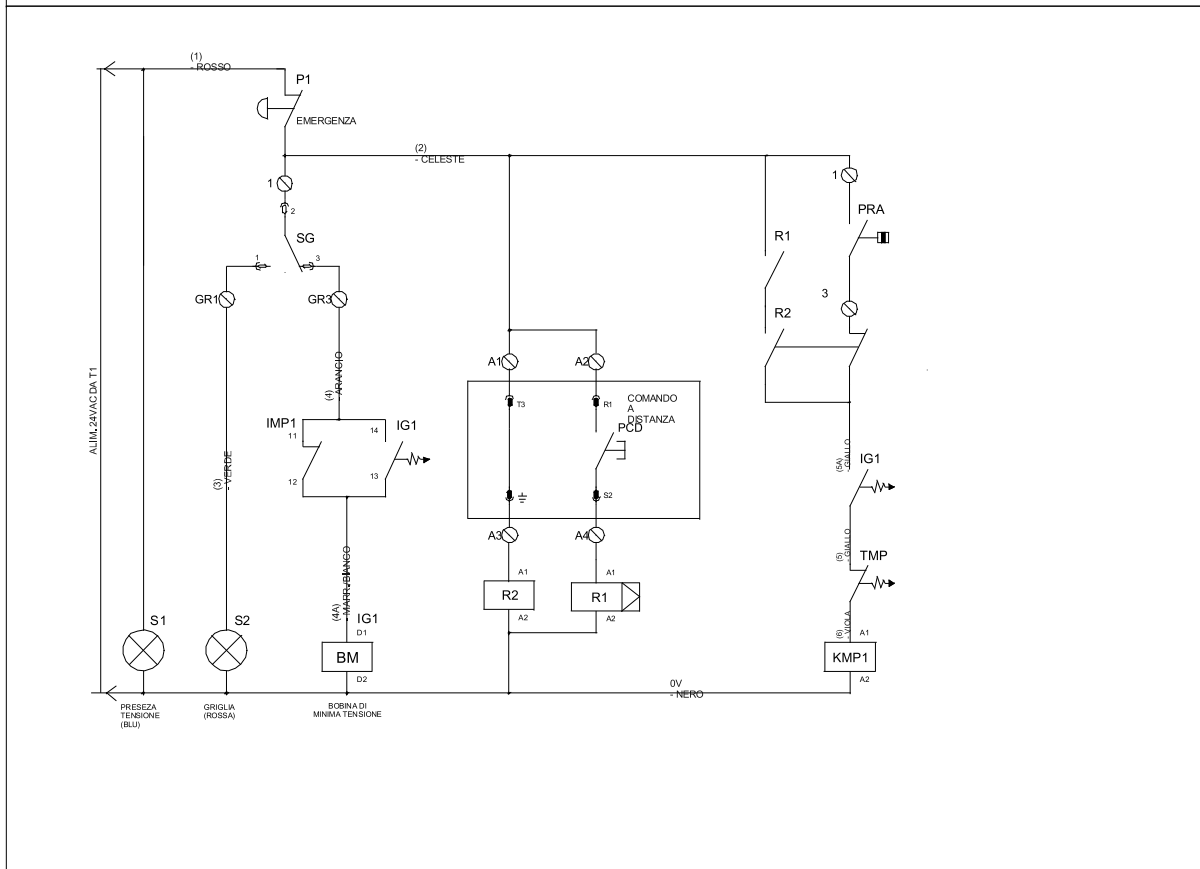 (1)
- ROSSO
P1
EMERGENZA
(2)
- CELESTE
1
2
SG
1
3
GR1
GR3
ALIM. 24VAC DA T1
(3)
- VERDE
(4)
- ARANCIO
IMP1
11
12
14
13
IG1
(4A)
- MARR./BIANCO
IG1
D1
BM
D2
BOBINA DI
MINIMA TENSIONE
S1
PRESEZA
TENSIONE
(BLU)
S2
GRIGLIA
(ROSSA)
A1
A2
T3
R1
COMANDO
A
DISTANZA
PCD
S2
A3
A4
A1
R2
A2
A1
R1
A2
0V
- NERO
R1
R2
1
PRA
3
(5A)
- GIALLO
IG1
(5)
- GIALLO
TMP
(6)
- VIOLA
A1
KMP1
A2